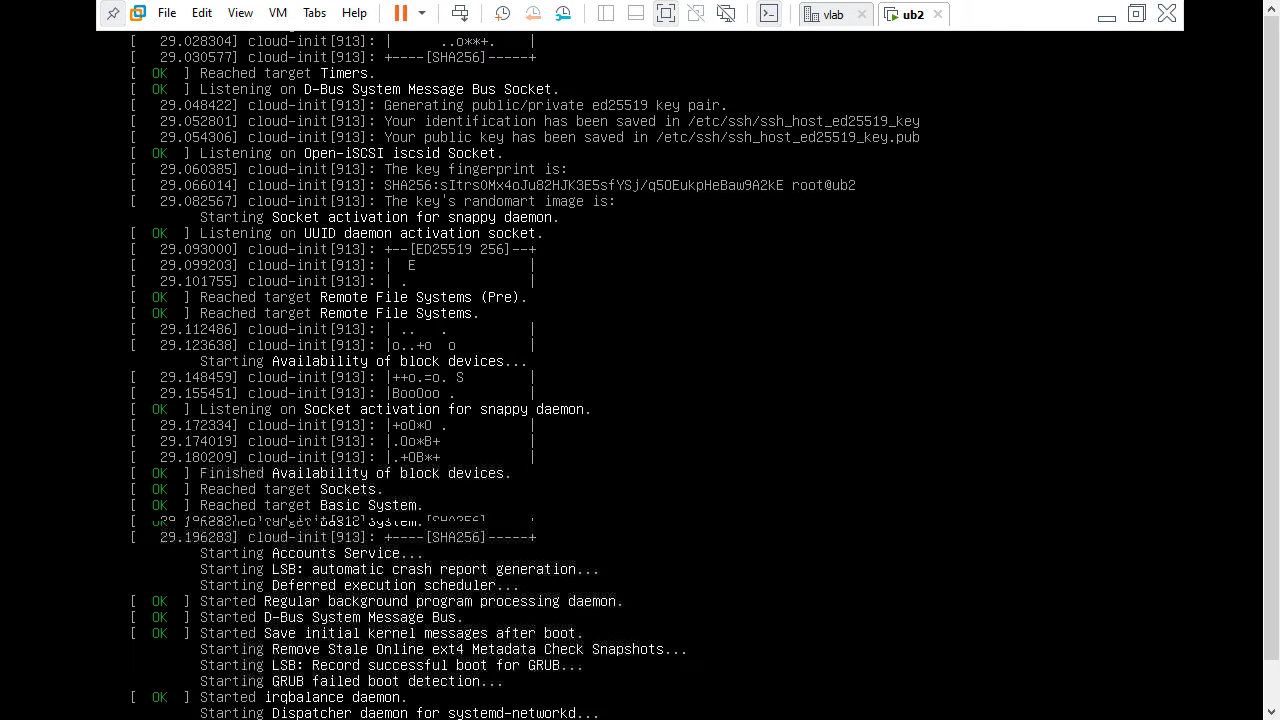 File Edit View VM Tabs Help vlab ub2
[   29.028304] cloud-init[913]: |      ..o**+.    |
[   29.030577] cloud-init[913]: +----[SHA256]-----+
[  OK  ] Reached target Timers.
[  OK  ] Listening on D-Bus System Message Bus Socket.
[   29.048422] cloud-init[913]: Generating public/private ed25519 key pair.
[   29.052801] cloud-init[913]: Your identification has been saved in /etc/ssh/ssh_host_ed25519_key
[   29.054306] cloud-init[913]: Your public key has been saved in /etc/ssh/ssh_host_ed25519_key.pub
[  OK  ] Listening on Open-iSCSI iscsid Socket.
[   29.060385] cloud-init[913]: The key fingerprint is:
[   29.066014] cloud-init[913]: SHA256:sItrs0Mx4oJu82HJK3E5sfYSj/q5OEukpHeBaw9A2kE root@ub2
[   29.082567] cloud-init[913]: The key's randomart image is:
Starting Socket activation for snappy daemon.
[  OK  ] Listening on UUID daemon activation socket.
[   29.093000] cloud-init[913]: +--[ED25519 256]--+
[   29.099203] cloud-init[913]: |  E              |
[   29.101755] cloud-init[913]: | .               |
[  OK  ] Reached target Remote File Systems (Pre).
[  OK  ] Reached target Remote File Systems.
[   29.112486] cloud-init[913]: | ..   .          |
[   29.123638] cloud-init[913]: |o..+o  o         |
Starting Availability of block devices...
[   29.148459] cloud-init[913]: |++o.=o. S        |
[   29.155451] cloud-init[913]: |BooOoo .         |
[  OK  ] Listening on Socket activation for snappy daemon.
[   29.172334] cloud-init[913]: |+oO*O .          |
[   29.174019] cloud-init[913]: |.Oo*B+           |
[   29.180209] cloud-init[913]: |.+OB*+           |
[  OK  ] Finished Availability of block devices.
[  OK  ] Reached target Sockets.
[  OK  ] Reached target Basic System.
[   29.196283] cloud-init[913]: +----[SHA256]-----+
Starting Accounts Service...
Starting LSB: automatic crash report generation...
Starting Deferred execution scheduler...
[  OK  ] Started Regular background program processing daemon.
[  OK  ] Started D-Bus System Message Bus.
[  OK  ] Started Save initial kernel messages after boot.
Starting Remove Stale Online ext4 Metadata Check Snapshots...
Starting LSB: Record successful boot for GRUB...
Starting GRUB failed boot detection...
[  OK  ] Started irqbalance daemon.
Starting Dispatcher daemon for systemd-networkd...